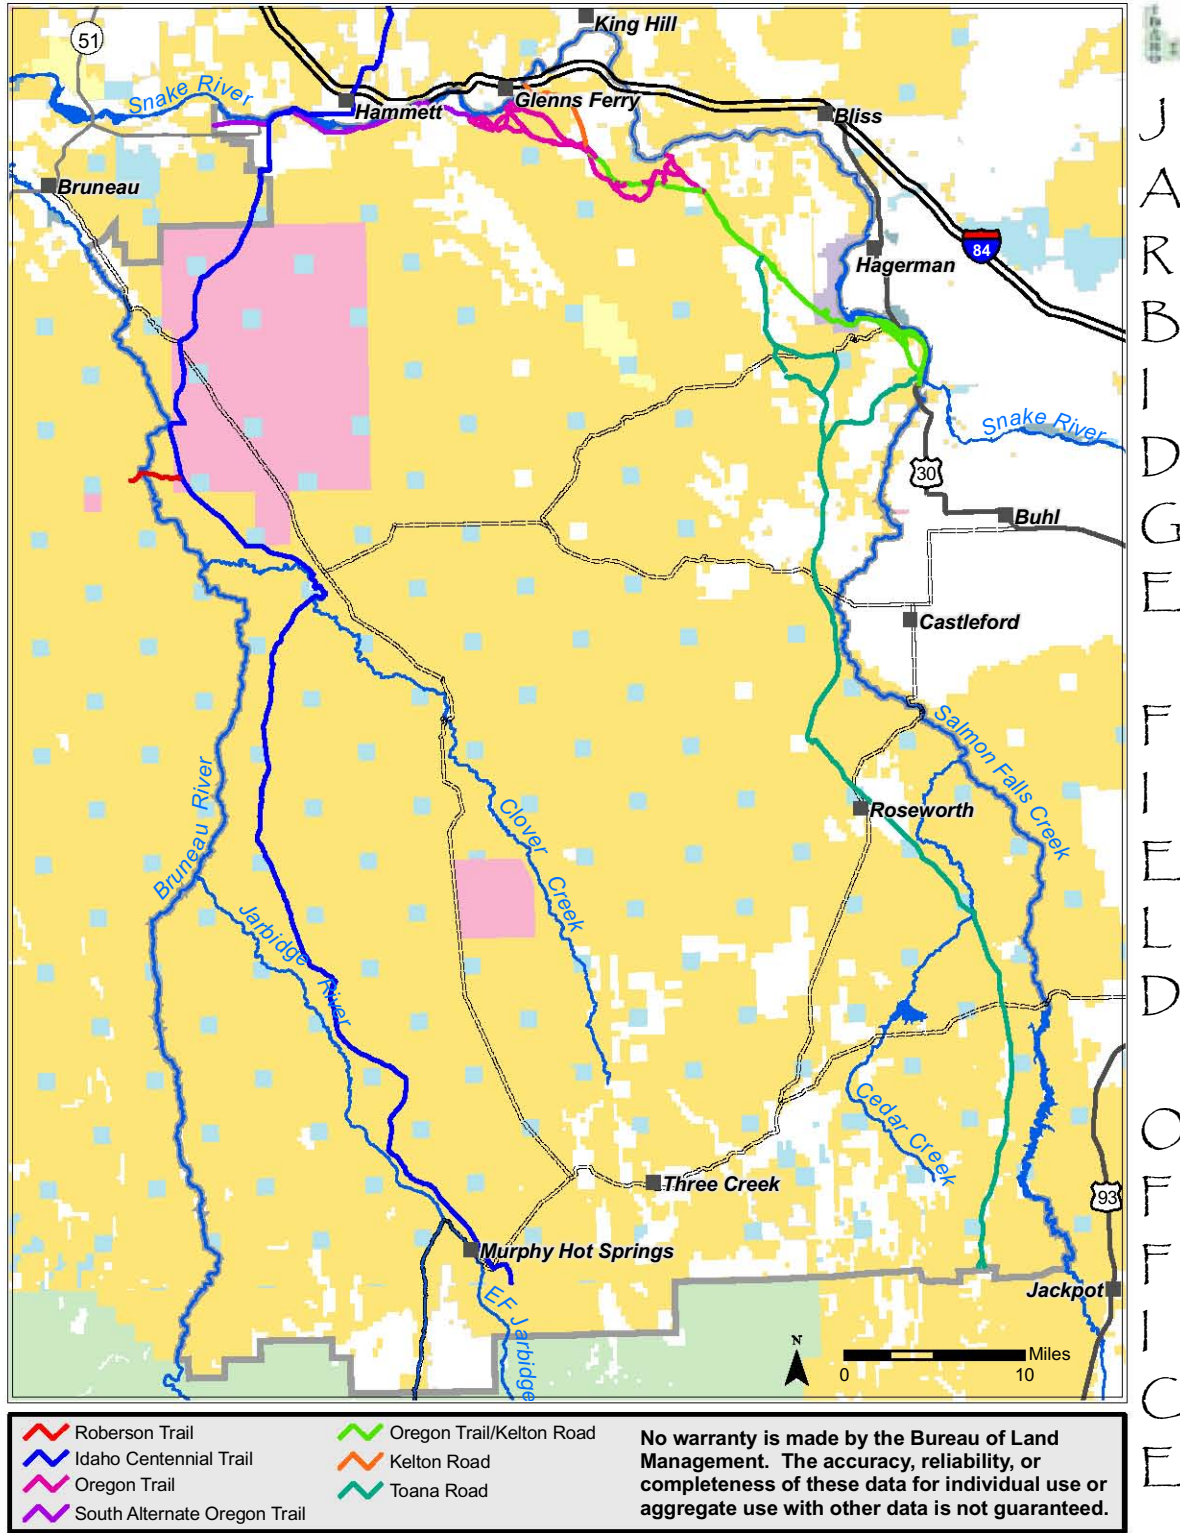 King Hill
51
Snake River
Hammett
Glenns Ferry
Bliss
Bruneau
84
Hagerman
Snake River
30
Buhl
Castleford
Salmon Falls Creek
Roseworth
Bruneau River
Clover Creek
Jarbidge River
Cedar Creek
Three Creek
93
Murphy Hot Springs
EF Jarbidge
Jackpot
N
Miles
0 10
JARBIDGE FIELD OFFICE
Roberson Trail
Idaho Centennial Trail
Oregon Trail
South Alternate Oregon Trail
Oregon Trail/Kelton Road
Kelton Road
Toana Road
No warranty is made by the Bureau of Land
Management. The accuracy, reliability, or
completeness of these data for individual use or
aggregate use with other data is not guaranteed.